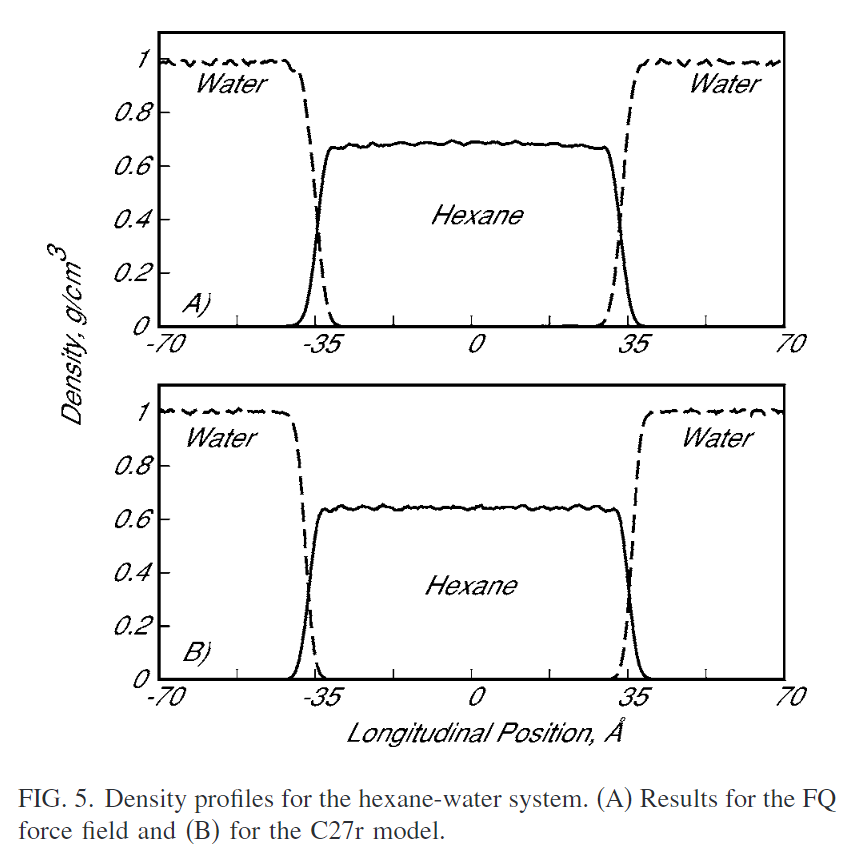 1
0.8
0.6
0.4
0.2
0
Water
Water
Hexane
A)
-70
-35
0
35
70
Density, g/cm3
1
0.8
0.6
0.4
0.2
0
Water
Water
Hexane
B)
-70
-35
0
35
70
Longitudinal Position, Å
FIG. 5. Density profiles for the hexane-water system. (A) Results for the FQ
force field and (B) for the C27r model.